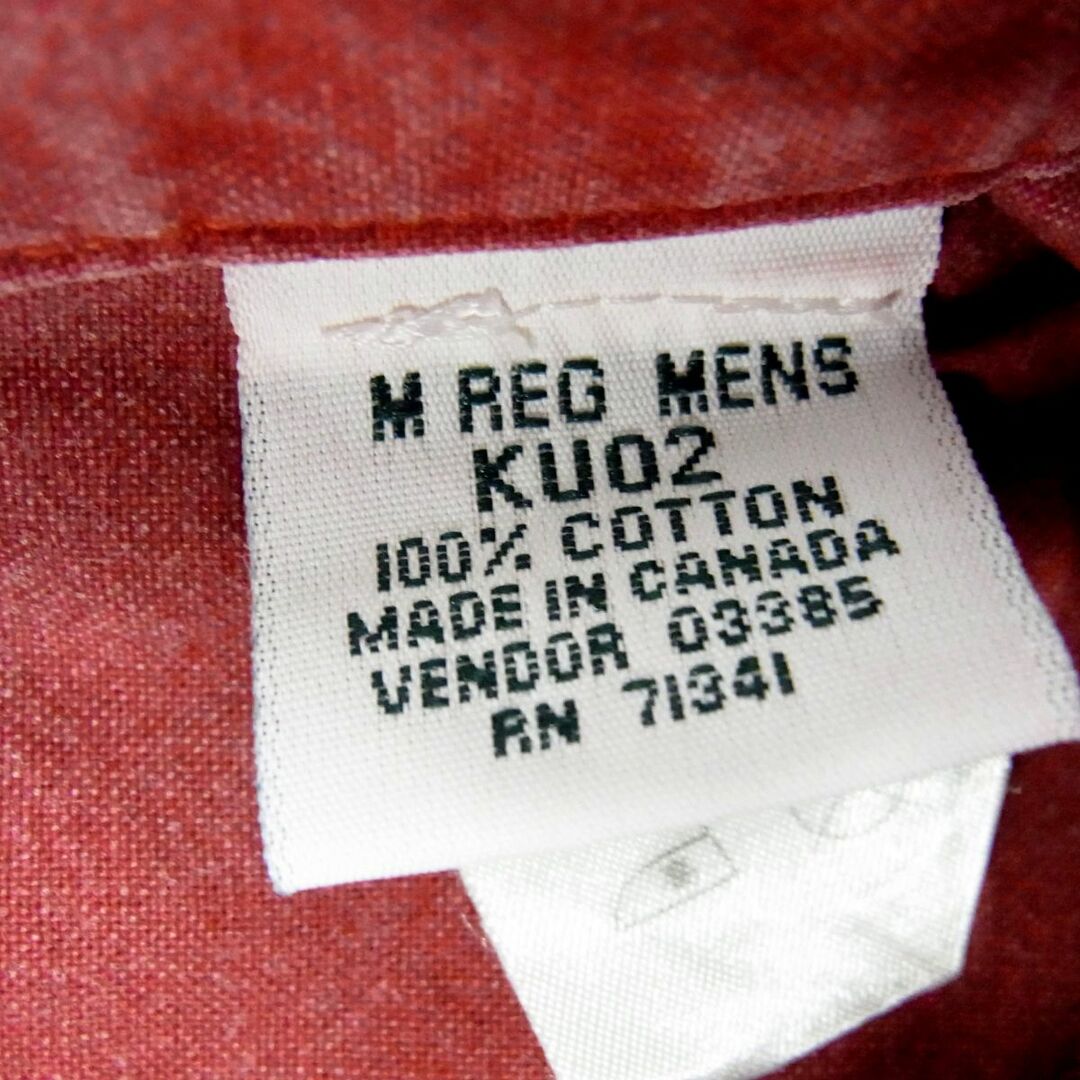 M REG MENS
KU02
100% COTTON
MADE IN CANADA
VENDOR 03385
RN 71341